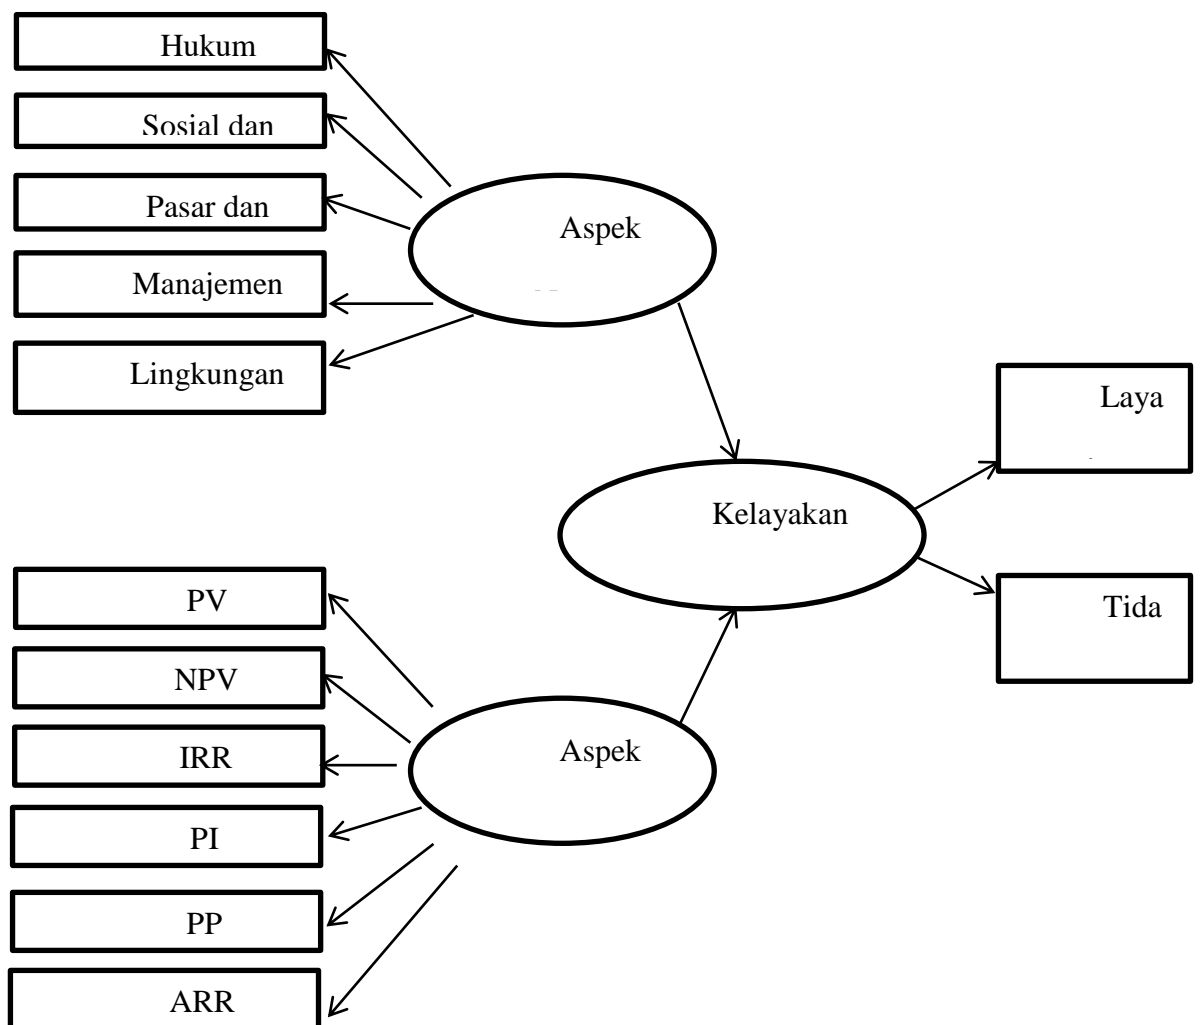 Hukum
Sosial dan
Pasar dan
Manajemen
Lingkungan
Aspek
Laya
Kelayakan
Tida
PV
NPV
IRR
PI
PP
ARR
Aspek